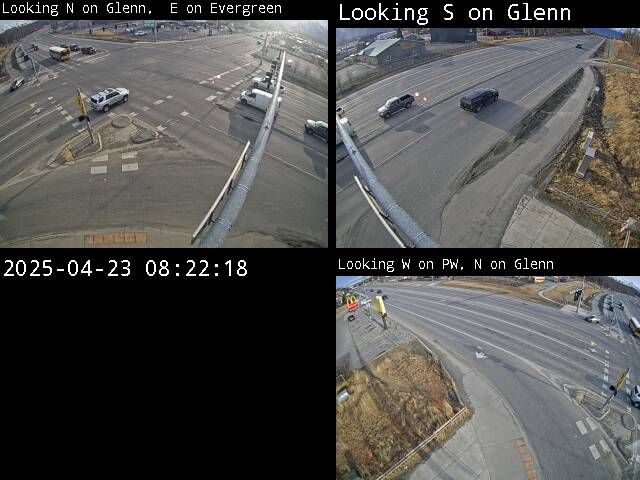 Looking N on Glenn,  E on Evergreen
Looking S on Glenn
2025-04-23 08:22:18
Looking W on PW, N on Glenn